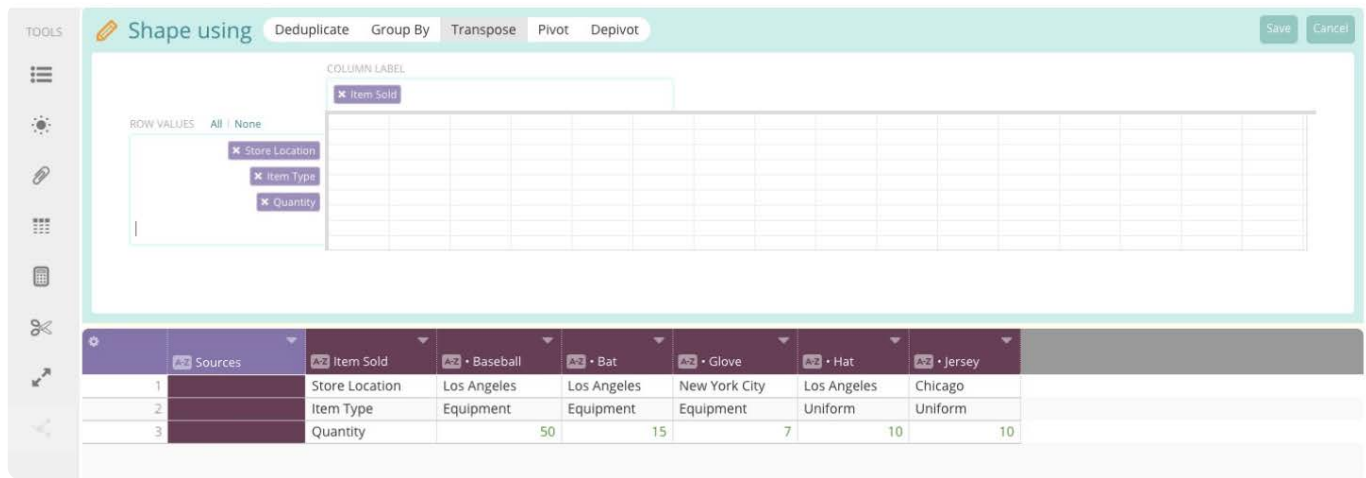 TOOLS
Shape using Deduplicate Group By Transpose Pivot Depivot Save Cancel
COLUMN LABEL
× Item Sold
ROW VALUES All | None
× Store Location
× Item Type
× Quantity
A-Z Sources A-Z Item Sold A-Z • Baseball A-Z • Bat A-Z • Glove A-Z • Hat A-Z • Jersey
1 Store Location Los Angeles Los Angeles New York City Los Angeles Chicago
2 Item Type Equipment Equipment Equipment Uniform Uniform
3 Quantity 50 15 7 10 10